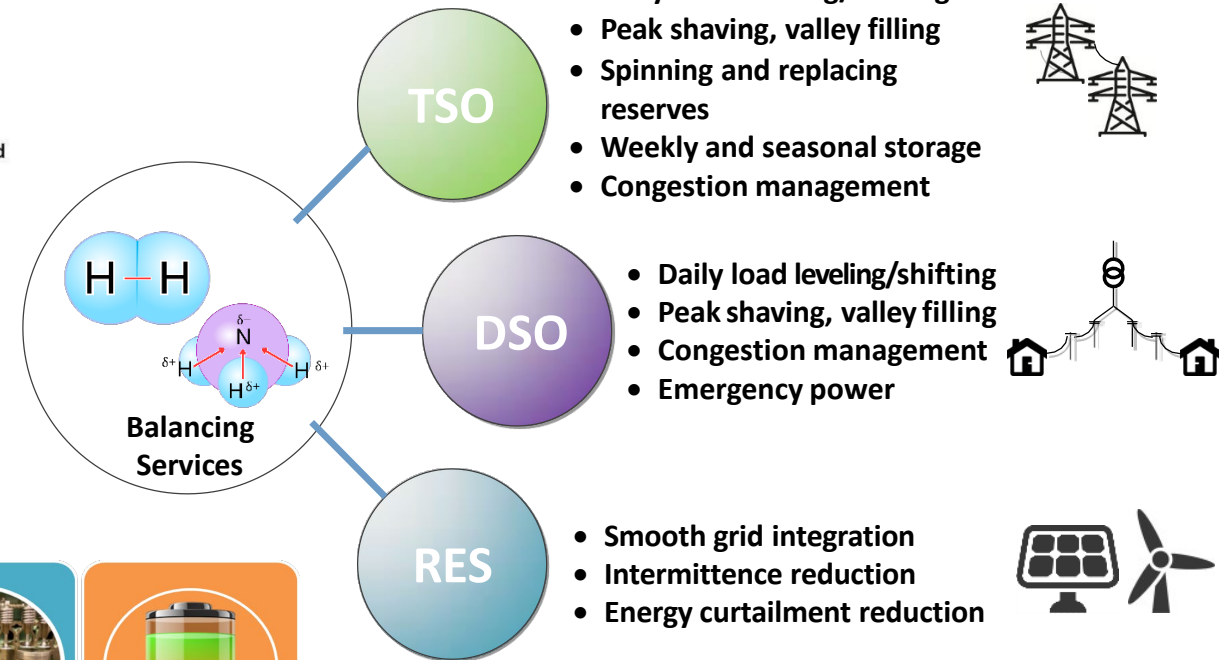 TSO
• Peak shaving, valley filling
• Spinning and replacing
reserves
• Weekly and seasonal storage
• Congestion management
H H
δ−
N
δ+ H
H δ+
H δ+
Balancing
Services
DSO
• Daily load leveling/shifting
• Peak shaving, valley filling
• Congestion management
• Emergency power
RES
• Smooth grid integration
• Intermittence reduction
• Energy curtailment reduction